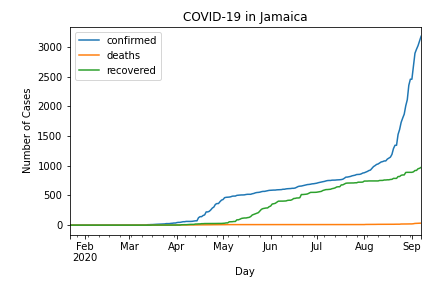 COVID-19 in Jamaica
confirmed
deaths
recovered
Number of Cases
3000
2500
2000
1500
1000
500
0
Feb Mar Apr May Jun Jul Aug Sep
2020
Day